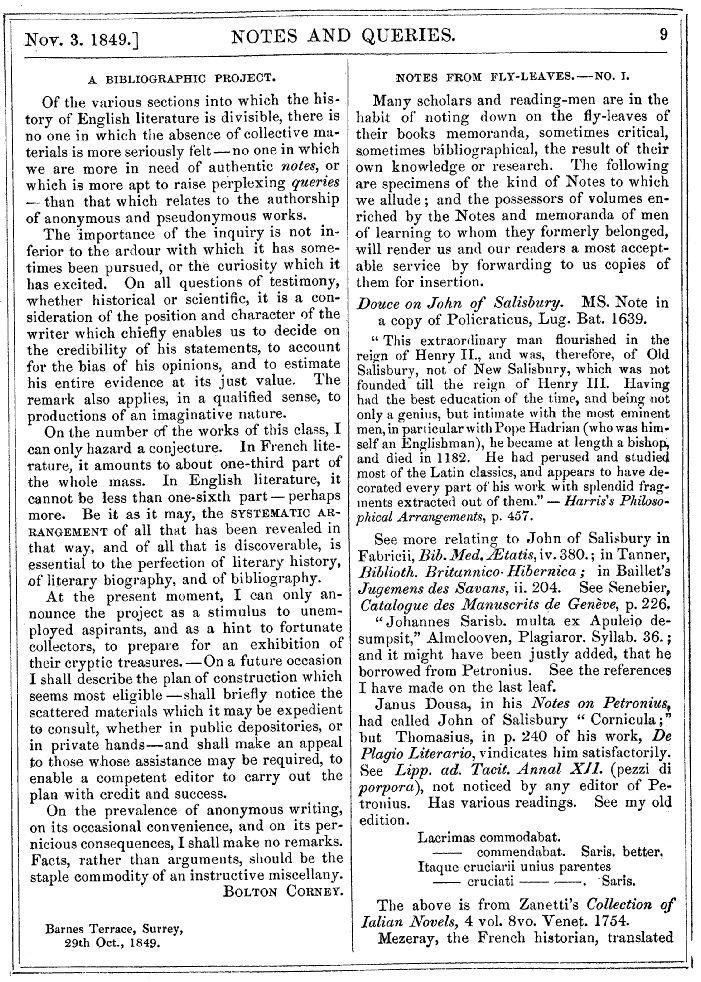 Nov. 3. 1849.] NOTES AND QUERIES. 9
A BIBLIOGRAPHIC PROJECT.
Of the various sections into which the his-
tory of English literature is divisible, there is
no one in which the absence of collective ma-
terials is more seriously felt—no one in which
we are more in need of authentic notes, or
which is more apt to raise perplexing queries
—than that which relates to the authorship
of anonymous and pseudonymous works.
The importance of the inquiry is not in-
ferior to the ardour with which it has some-
times been pursued, or the curiosity which it
has excited. On all questions of testimony,
whether historical or scientific, it is a con-
sideration of the position and character of the
writer which chiefly enables us to decide on
the credibility of his statements, to account
for the bias of his opinions, and to estimate
his entire evidence at its just value. The
remark also applies, in a qualified sense, to
productions of an imaginative nature.
On the number of the works of this class, I
can only hazard a conjecture. In French lite-
rature, it amounts to about one-third part of
the whole mass. In English literature, it
cannot be less than one-sixth part—perhaps
more. Be it as it may, the SYSTEMATIC AR-
RANGEMENT of all that has been revealed in
that way, and of all that is discoverable, is
essential to the perfection of literary history,
of literary biography, and of bibliography.
At the present moment, I can only an-
nounce the project as a stimulus to unem-
ployed aspirants, and as a hint to fortunate
collectors, to prepare for an exhibition of
their cryptic treasures.—On a future occasion
I shall describe the plan of construction which
seems most eligible—shall briefly notice the
scattered materials which it may be expedient
to consult, whether in public depositories, or
in private hands—and shall make an appeal
to those whose assistance may be required, to
enable a competent editor to carry out the
plan with credit and success.
On the prevalence of anonymous writing,
on its occasional convenience, and on its per-
nicious consequences, I shall make no remarks.
Facts, rather than arguments, should be the
staple commodity of an instructive miscellany.
BOLTON CORNEY.
Barnes Terrace, Surrey,
29th Oct., 1849.
NOTES FROM FLY-LEAVES.—NO. I.
Many scholars and reading-men are in the
habit of noting down on the fly-leaves of
their books memoranda, sometimes critical,
sometimes bibliographical, the result of their
own knowledge or research. The following
are specimens of the kind of Notes to which
we allude; and the possessors of volumes en-
riched by the Notes and memoranda of men
of learning to whom they formerly belonged,
will render us and our readers a most accept-
able service by forwarding to us copies of
them for insertion.
Douce on John of Salisbury. MS. Note in
a copy of Policraticus, Lug. Bat. 1639.
"This extraordinary man flourished in the
reign of Henry II., and was, therefore, of Old
Salisbury, not of New Salisbury, which was not
founded till the reign of Henry III. Having
had the best education of the time, and being not
only a genius, but intimate with the most eminent
men, in particular with Pope Hadrian (who was him-
self an Englishman), he became at length a bishop,
and died in 1182. He had perused and studied
most of the Latin classics, and appears to have de-
corated every part of his work with splendid frag-
ments extracted out of them."—Harris's Philoso-
phical Arrangements, p. 457.
See more relating to John of Salisbury in
Fabricii, Bib. Med. Ætatis, iv. 380.; in Tanner,
Biblioth. Britannico-Hibernica; in Baillet's
Jugemens des Savans, ii. 204. See Senebier,
Catalogue des Manuscrits de Genève, p. 226.
"Johannes Sarisb. multa ex Apuleio de-
sumpsit," Almclooven, Plagiaror. Syllab. 36.;
and it might have been justly added, that he
borrowed from Petronius. See the references
I have made on the last leaf.
Janus Dousa, in his Notes on Petronius,
had called John of Salisbury "Cornicula;"
but Thomasius, in p. 240 of his work, De
Plagio Literario, vindicates him satisfactorily.
See Lipp. ad. Tacit. Annal XII. (pezzi di
porpora), not noticed by any editor of Pe-
tronius. Has various readings. See my old
edition.
Lacrimas commodabat.
—— commendabat. Saris. better.
Itaque cruciarii unius parentes
—— cruciati —— ——. Saris.
The above is from Zanetti's Collection of
Ialian Novels, 4 vol. 8vo. Venet. 1754.
Mezeray, the French historian, translated